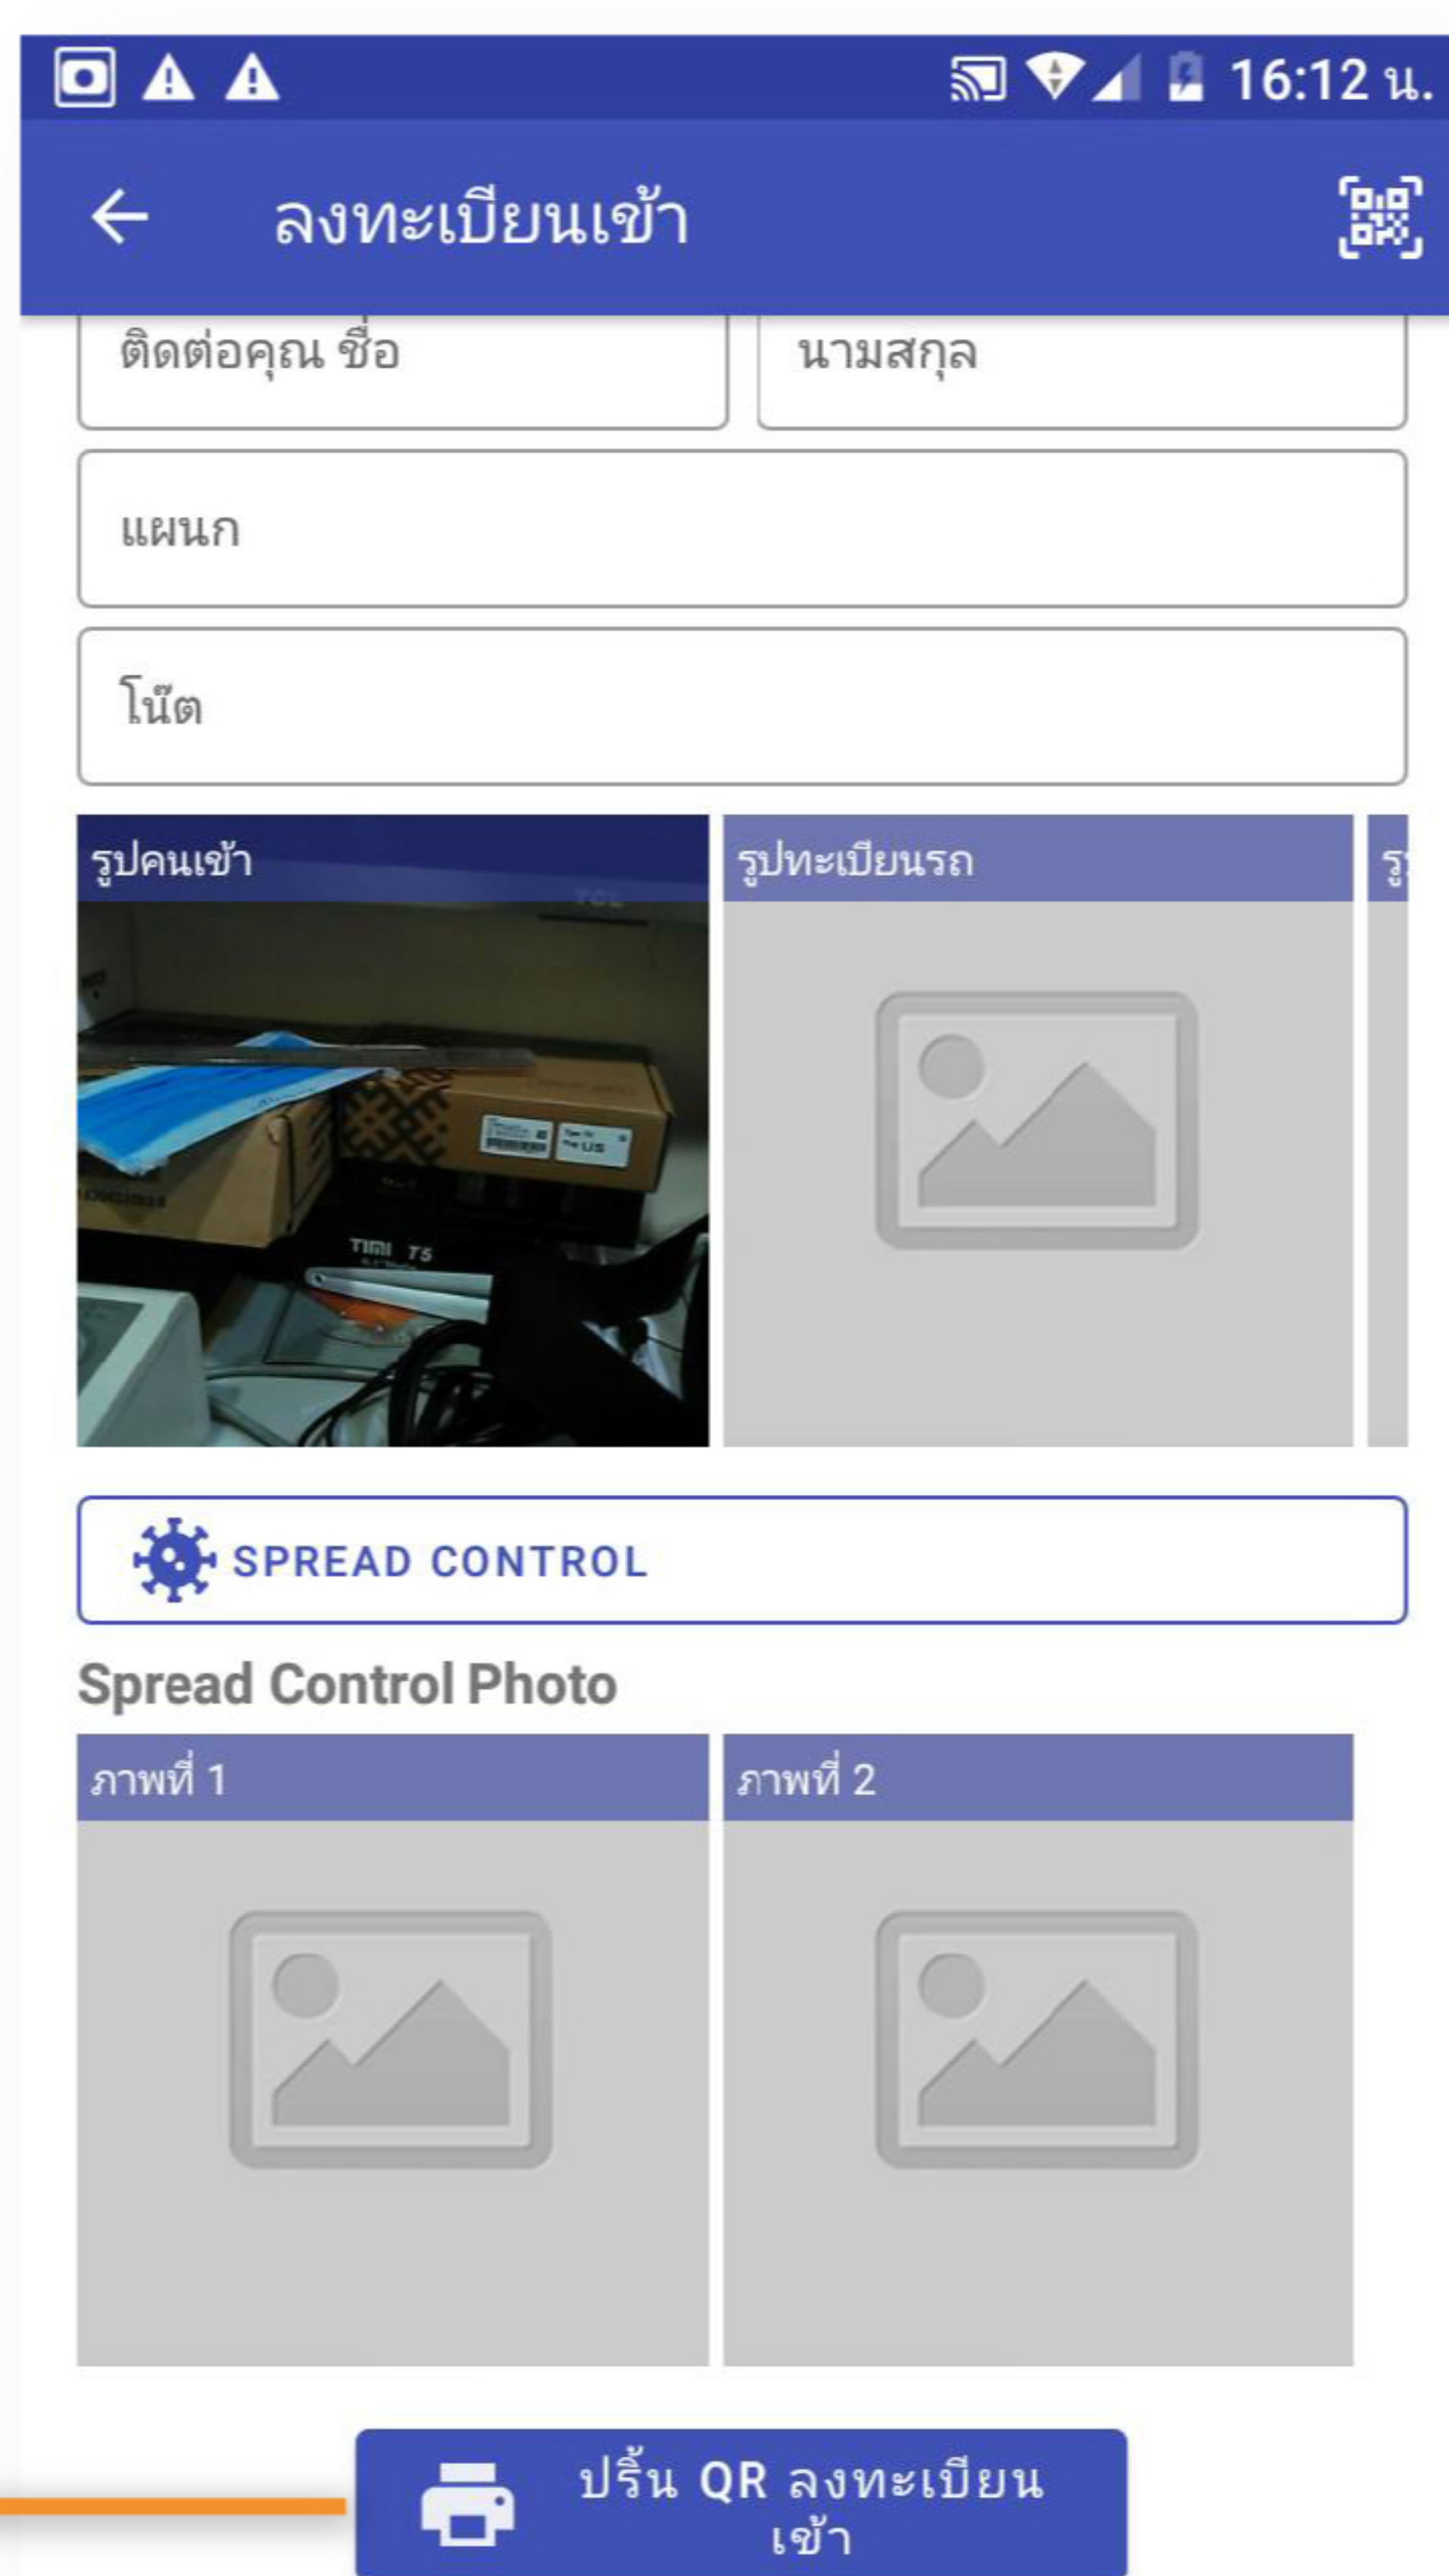 16:12 น.
ลงทะเบียนเข้า
ติดต่อคุณ ชื่อ
นามสกุล
แผนก
โน๊ต
รูปคนเข้า
รูปทะเบียนรถ
TCL
US
TIMI T5
SPREAD CONTROL
Spread Control Photo
ภาพที่ 1
ภาพที่ 2
ปริ้น QR ลงทะเบียน
เข้า